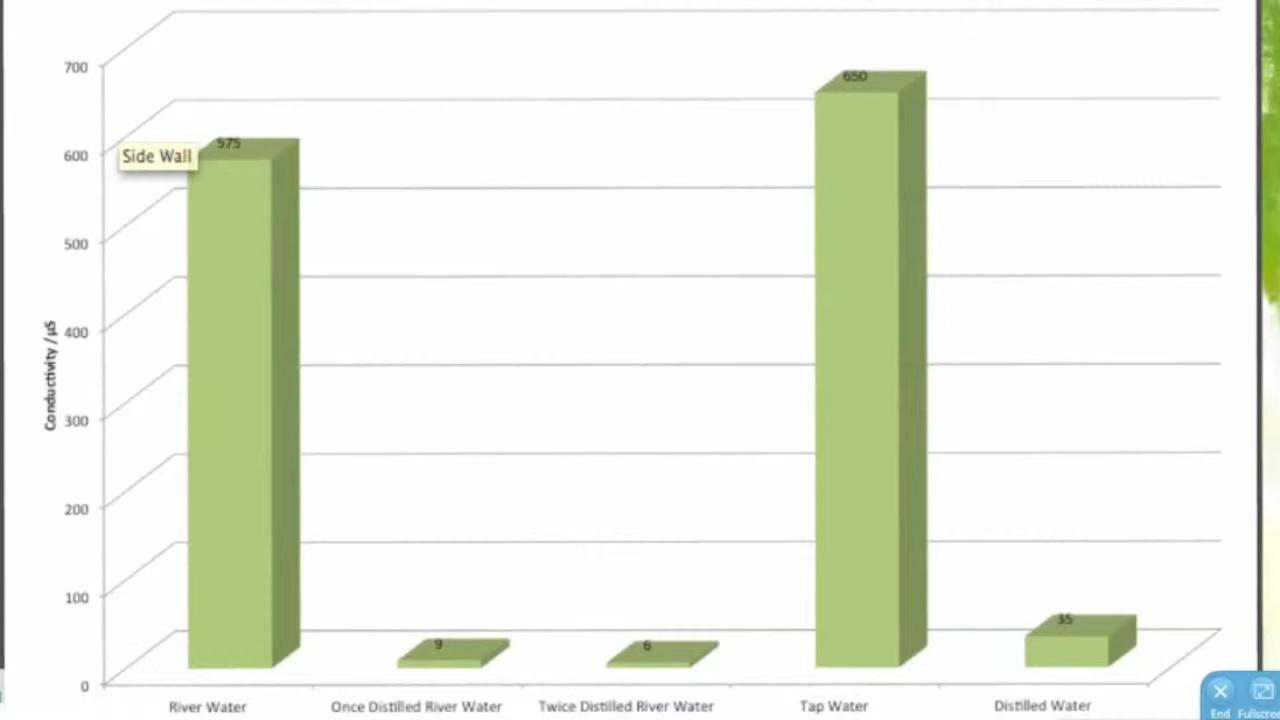 700
600
500
400
300
200
100
0
Conductivity / µS
Side Wall
575
9
6
650
35
River Water
Once Distilled River Water
Twice Distilled River Water
Tap Water
Distilled Water
End